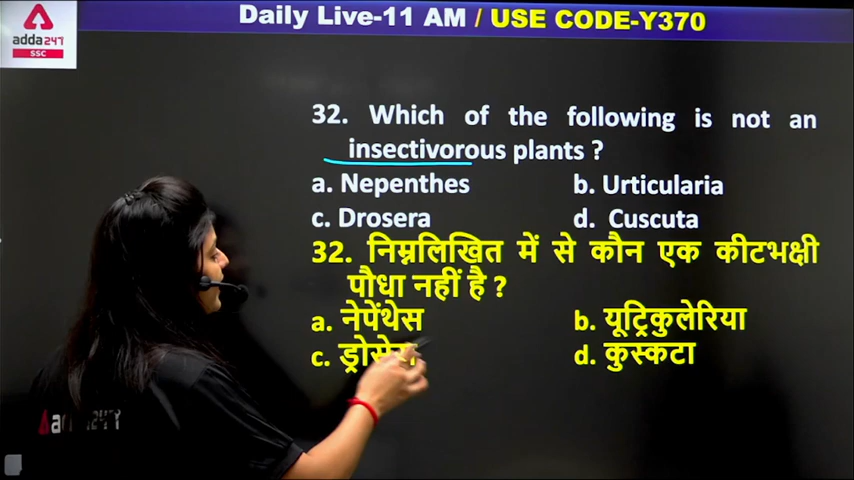 Daily Live-11 AM / USE CODE-Y370
adda247
SSC
32. Which of the following is not an
insectivorous plants ?
a. Nepenthes b. Urticularia
c. Drosera d. Cuscuta
32. निम्नलिखित में से कौन एक कीटभक्षी
पौधा नहीं है ?
a. नेपेंथेस b. यूट्रिकुलेरिया
c. d. कुस्कटा